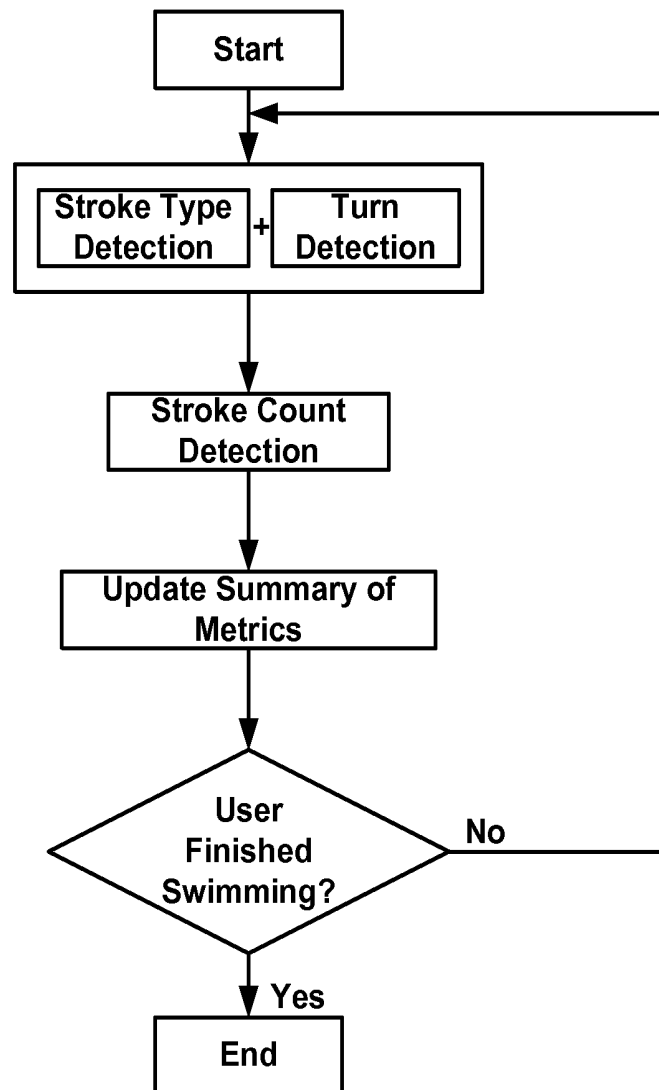 Start
Stroke Type
Detection
+
Turn
Detection
Stroke Count
Detection
Update Summary of
Metrics
User
Finished
Swimming?
No
Yes
End